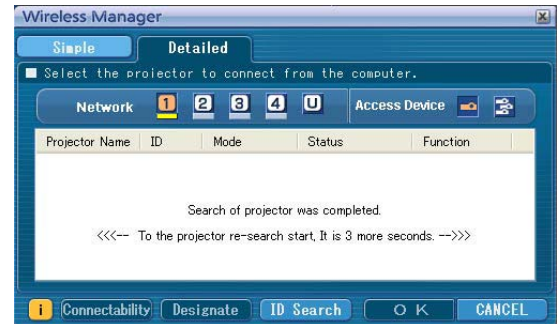 Wireless Manager
Simple Detailed
Select the projector to connect from the computer.
Network 1 2 3 4 U Access Device
Projector Name ID Mode Status Function
Search of projector was completed.
<<<-- To the projector re-search start, It is 3 more seconds. -->>>
i Connectability Designate ID Search O K CANCEL